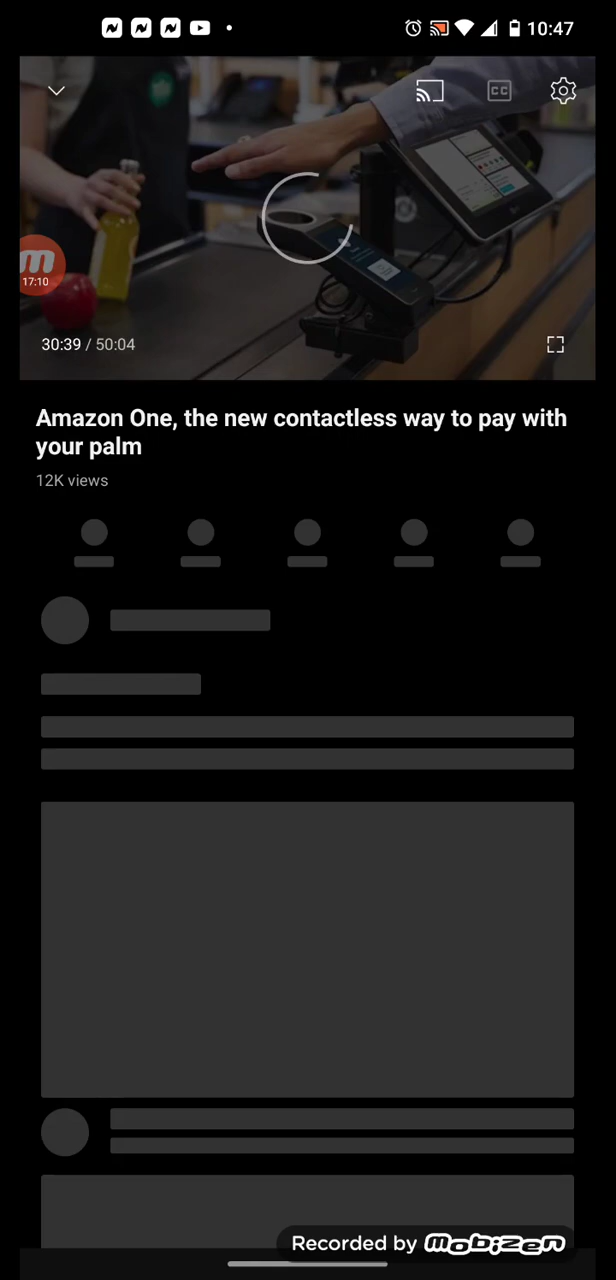 10:47
CC
m
17:10
30:39 / 50:04
Amazon One, the new contactless way to pay with
your palm
12K views
Recorded by mobizen